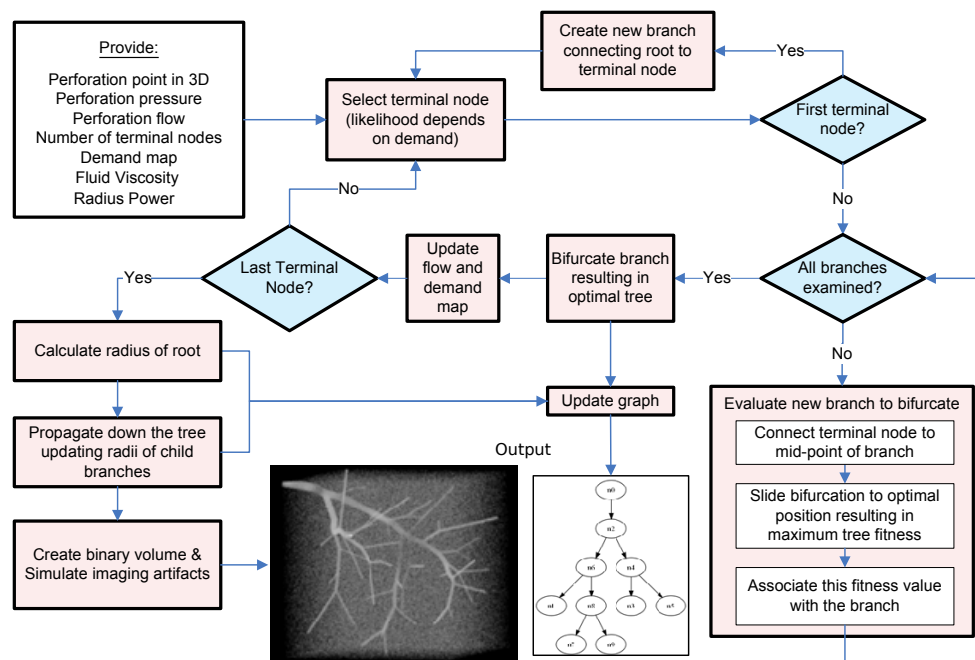 Provide:
Perforation point in 3D
Perforation pressure
Perforation flow
Number of terminal nodes
Demand map
Fluid Viscosity
Radius Power
Create new branch
connecting root to
terminal node
Yes
Select terminal node
(likelihood depends
on demand)
First terminal
node?
No
No
Last Terminal
Node?
Yes
Update
flow and
demand
map
Bifurcate branch
resulting in
optimal tree
Yes
All branches
examined?
No
Calculate radius of root
Update graph
Propagate down the tree
updating radii of child
branches
Output
Create binary volume &
Simulate imaging artifacts
Evaluate new branch to bifurcate
Connect terminal node to
mid-point of branch
Slide bifurcation to optimal
position resulting in
maximum tree fitness
Associate this fitness value
with the branch
n0
n2
n6
n4
n8
n3
n7
n9